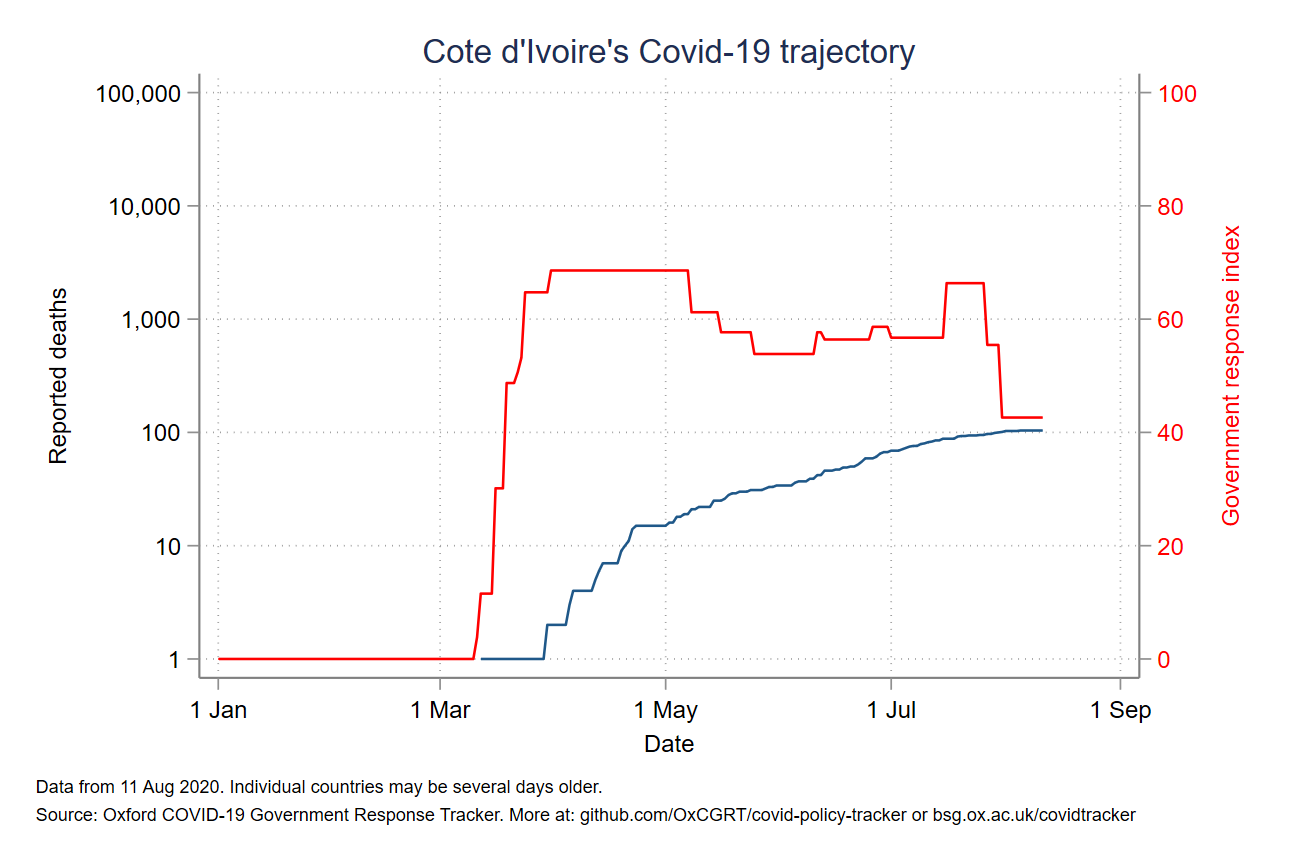 Cote d'Ivoire's Covid-19 trajectory
100,000
10,000
1,000
100
10
1
Reported deaths
100
80
60
40
20
0
Government response index
1 Jan
1 Mar
1 May
1 Jul
1 Sep
Date
Data from 11 Aug 2020. Individual countries may be several days older.
Source: Oxford COVID-19 Government Response Tracker. More at: github.com/OxCGRT/covid-policy-tracker or bsg.ox.ac.uk/covidtracker